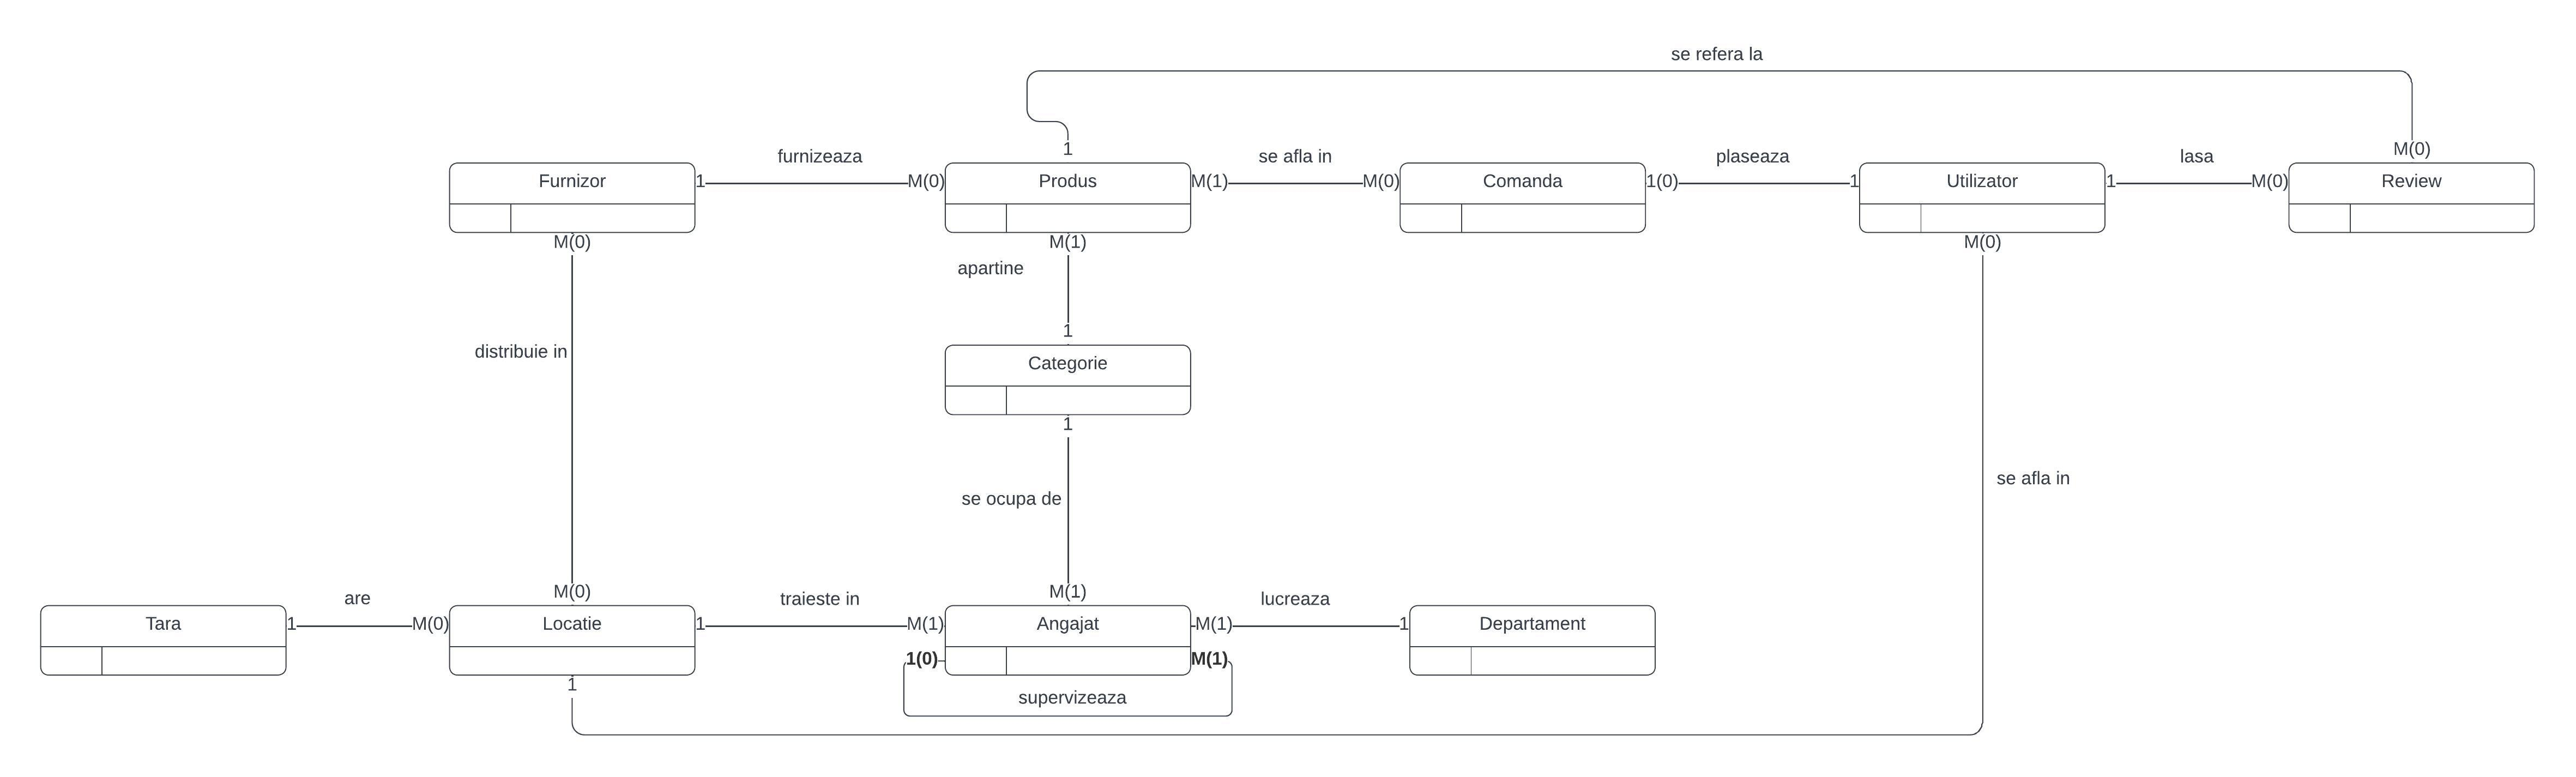 se refera la
furnizeaza
1
se afla in
plaseaza
lasa
M(0)
Furnizor
1
M(0)
Produs
M(1)
M(0)
Comanda
1(0)
1
Utilizator
1
M(0)
Review
M(0)
M(1)
M(0)
apartine
1
distribuie in
Categorie
1
se afla in
se ocupa de
M(0)
M(1)
are
traieste in
lucreaza
Tara
1
M(0)
Locatie
1
M(1)
Angajat
M(1)
1
Departament
1(0)
M(1)
1
supervizeaza